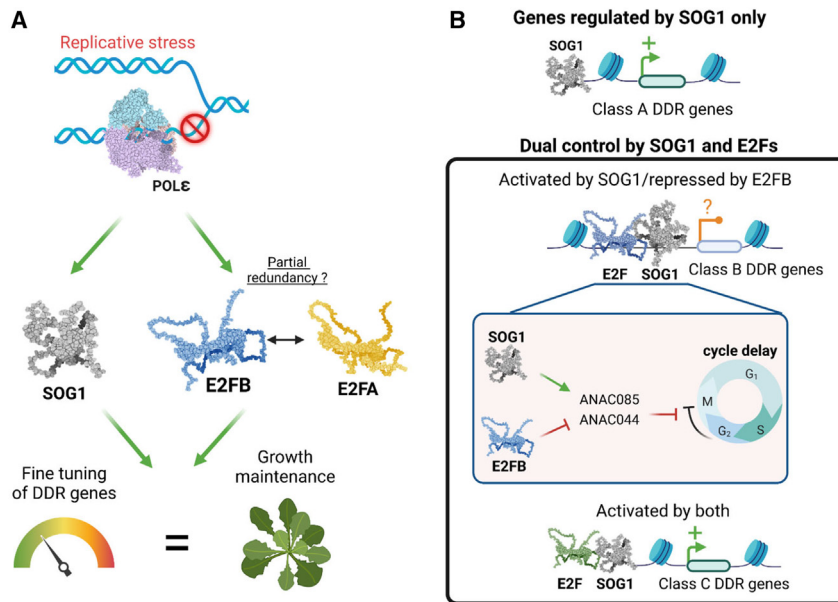 A
Replicative stress
POLε
Partial
redundancy ?
SOG1
E2FB
E2FA
Fine tuning
of DDR genes
=
Growth
maintenance
B
Genes regulated by SOG1 only
SOG1
+
Class A DDR genes
Dual control by SOG1 and E2Fs
Activated by SOG1/repressed by E2FB
?
E2F SOG1
Class B DDR genes
SOG1
E2FB
ANAC085
ANAC044
cycle delay
G1
M
G2
S
Activated by both
+
E2F SOG1
Class C DDR genes